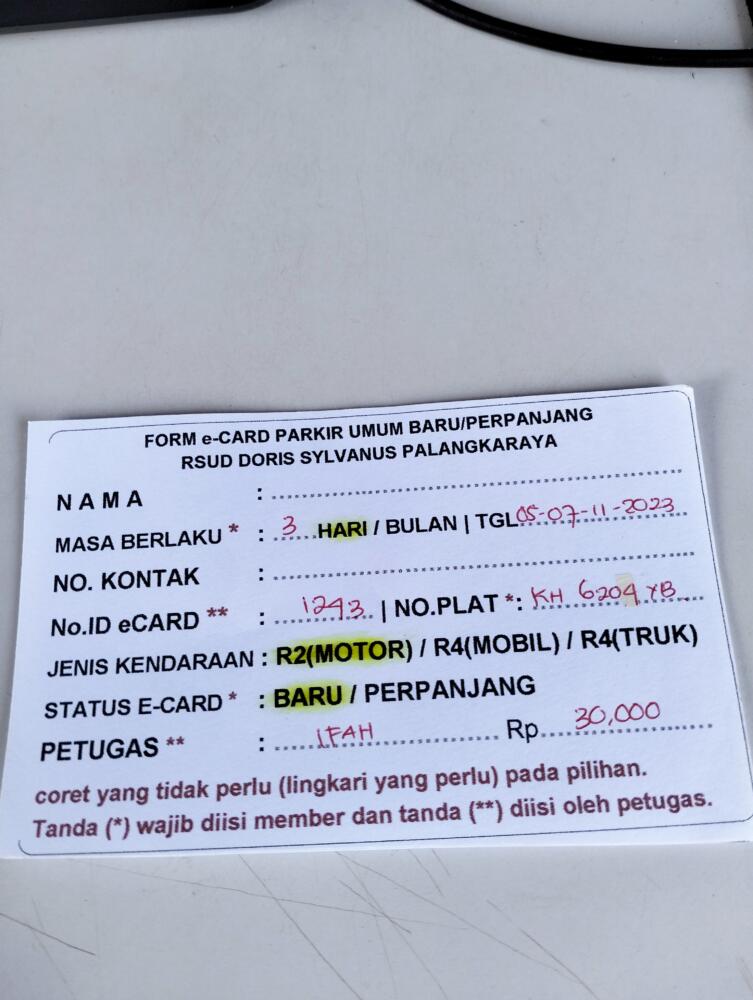 FORM e-CARD PARKIR UMUM BARU/PERPANJANG
RSUD DORIS SYLVANUS PALANGKARAYA
NAMA : ........................................
MASA BERLAKU * : 3 HARI / BULAN | TGL 05-07-11-2023
NO. KONTAK : ........................................
No.ID eCARD ** : 1243 | NO.PLAT *: KH 6204 YB
JENIS KENDARAAN : R2(MOTOR) / R4(MOBIL) / R4(TRUK)
STATUS E-CARD * : BARU / PERPANJANG
PETUGAS ** : IFAH Rp 30,000
coret yang tidak perlu (lingkari yang perlu) pada pilihan.
Tanda (*) wajib diisi member dan tanda (**) diisi oleh petugas.